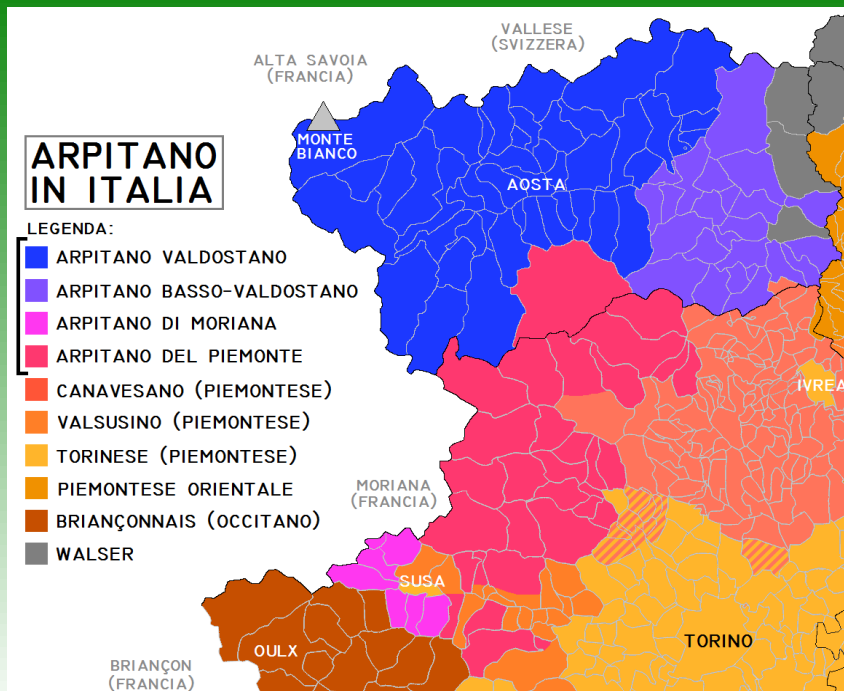 VALLESE
(SVIZZERA)
ALTA SAVOIA
(FRANCIA)
MONTE
BIANCO
ARPITANO
IN ITALIA
AOSTA
LEGENDA:
ARPITANO VALDOSTANO
ARPITANO BASSO-VALDOSTANO
ARPITANO DI MORIANA
ARPITANO DEL PIEMONTE
CANAVESANO (PIEMONTESE)
VALSUSINO (PIEMONTESE)
TORINESE (PIEMONTESE)
PIEMONTESE ORIENTALE
BRIANÇONNAIS (OCCITANO)
WALSER
IVREA
MORIANA
(FRANCIA)
SUSA
OULX
TORINO
BRIANÇON
(FRANCIA)